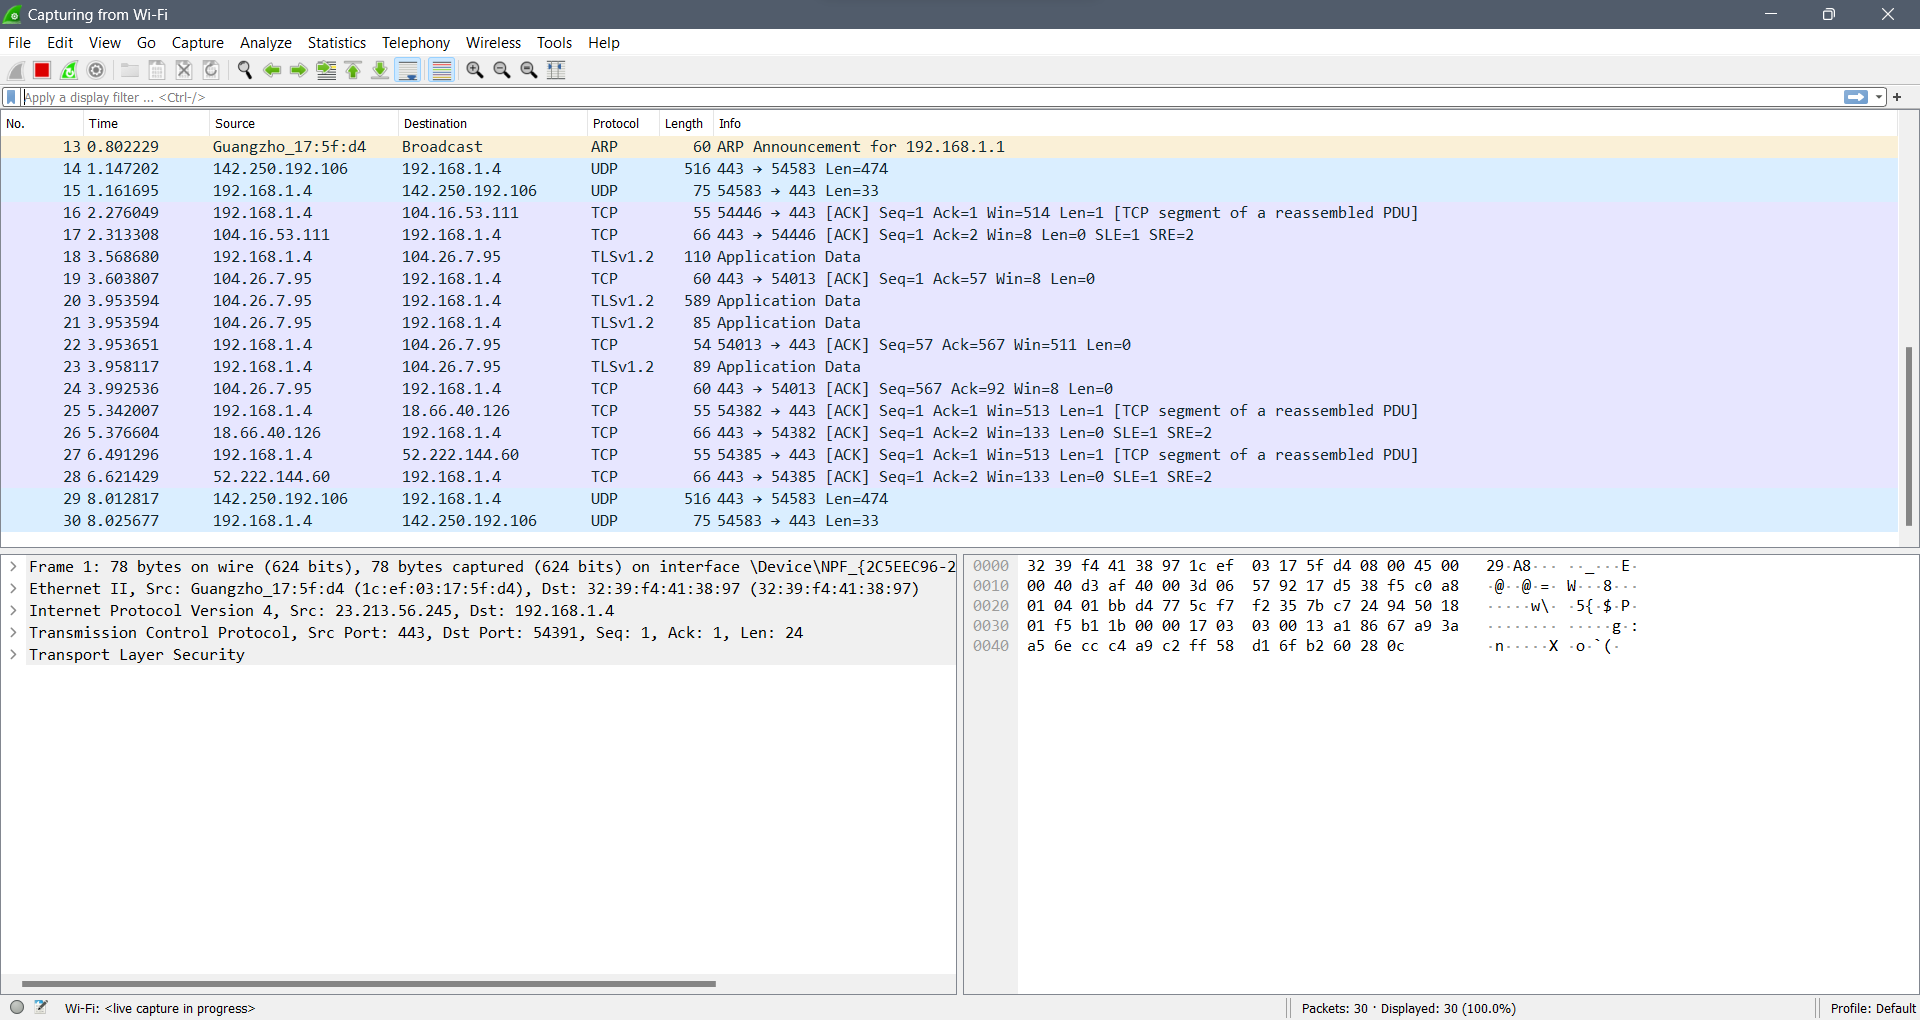 Capturing from Wi-Fi
File Edit View Go Capture Analyze Statistics Telephony Wireless Tools Help
Apply a display filter ... <Ctrl-/>
No. Time Source Destination Protocol Length Info
13 0.802229 Guangzho_17:5f:d4 Broadcast ARP 60 ARP Announcement for 192.168.1.1
14 1.147202 142.250.192.106 192.168.1.4 UDP 516 443 → 54583 Len=474
15 1.161695 192.168.1.4 142.250.192.106 UDP 75 54583 → 443 Len=33
16 2.276049 192.168.1.4 104.16.53.111 TCP 55 54446 → 443 [ACK] Seq=1 Ack=1 Win=514 Len=1 [TCP segment of a reassembled PDU]
17 2.313308 104.16.53.111 192.168.1.4 TCP 66 443 → 54446 [ACK] Seq=1 Ack=2 Win=8 Len=0 SLE=1 SRE=2
18 3.568680 192.168.1.4 104.26.7.95 TLSv1.2 110 Application Data
19 3.603807 104.26.7.95 192.168.1.4 TCP 60 443 → 54013 [ACK] Seq=1 Ack=57 Win=8 Len=0
20 3.953594 104.26.7.95 192.168.1.4 TLSv1.2 589 Application Data
21 3.953594 104.26.7.95 192.168.1.4 TLSv1.2 85 Application Data
22 3.953651 192.168.1.4 104.26.7.95 TCP 54 54013 → 443 [ACK] Seq=57 Ack=567 Win=511 Len=0
23 3.958117 192.168.1.4 104.26.7.95 TLSv1.2 89 Application Data
24 3.992536 104.26.7.95 192.168.1.4 TCP 60 443 → 54013 [ACK] Seq=567 Ack=92 Win=8 Len=0
25 5.342007 192.168.1.4 18.66.40.126 TCP 55 54382 → 443 [ACK] Seq=1 Ack=1 Win=513 Len=1 [TCP segment of a reassembled PDU]
26 5.376604 18.66.40.126 192.168.1.4 TCP 66 443 → 54382 [ACK] Seq=1 Ack=2 Win=133 Len=0 SLE=1 SRE=2
27 6.491296 192.168.1.4 52.222.144.60 TCP 55 54385 → 443 [ACK] Seq=1 Ack=1 Win=513 Len=1 [TCP segment of a reassembled PDU]
28 6.621429 52.222.144.60 192.168.1.4 TCP 66 443 → 54385 [ACK] Seq=1 Ack=2 Win=133 Len=0 SLE=1 SRE=2
29 8.012817 142.250.192.106 192.168.1.4 UDP 516 443 → 54583 Len=474
30 8.025677 192.168.1.4 142.250.192.106 UDP 75 54583 → 443 Len=33
Frame 1: 78 bytes on wire (624 bits), 78 bytes captured (624 bits) on interface \Device\NPF_{2C5EEC96-2
Ethernet II, Src: Guangzho_17:5f:d4 (1c:ef:03:17:5f:d4), Dst: 32:39:f4:41:38:97 (32:39:f4:41:38:97)
Internet Protocol Version 4, Src: 23.213.56.245, Dst: 192.168.1.4
Transmission Control Protocol, Src Port: 443, Dst Port: 54391, Seq: 1, Ack: 1, Len: 24
Transport Layer Security
0000 32 39 f4 41 38 97 1c ef 03 17 5f d4 08 00 45 00 29·A8··· ··_···E·
0010 00 40 d3 af 40 00 3d 06 57 92 17 d5 38 f5 c0 a8 ·@··@·=· W···8···
0020 01 04 01 bb d4 77 5c f7 f2 35 7b c7 24 94 50 18 ·····w\· ·5{·$·P·
0030 01 f5 b1 1b 00 00 17 03 03 00 13 a1 86 67 a9 3a ········ ·····g·:
0040 a5 6e cc c4 a9 c2 ff 58 d1 6f b2 60 28 0c ·n·····X ·o·`(·
Wi-Fi: <live capture in progress>
Packets: 30 · Displayed: 30 (100.0%)
Profile: Default